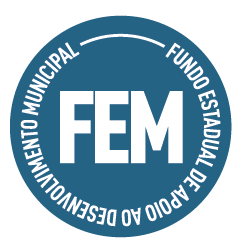 FEM
FUNDO ESTADUAL DE APOIO AO DESENVOLVIMENTO MUNICIPAL